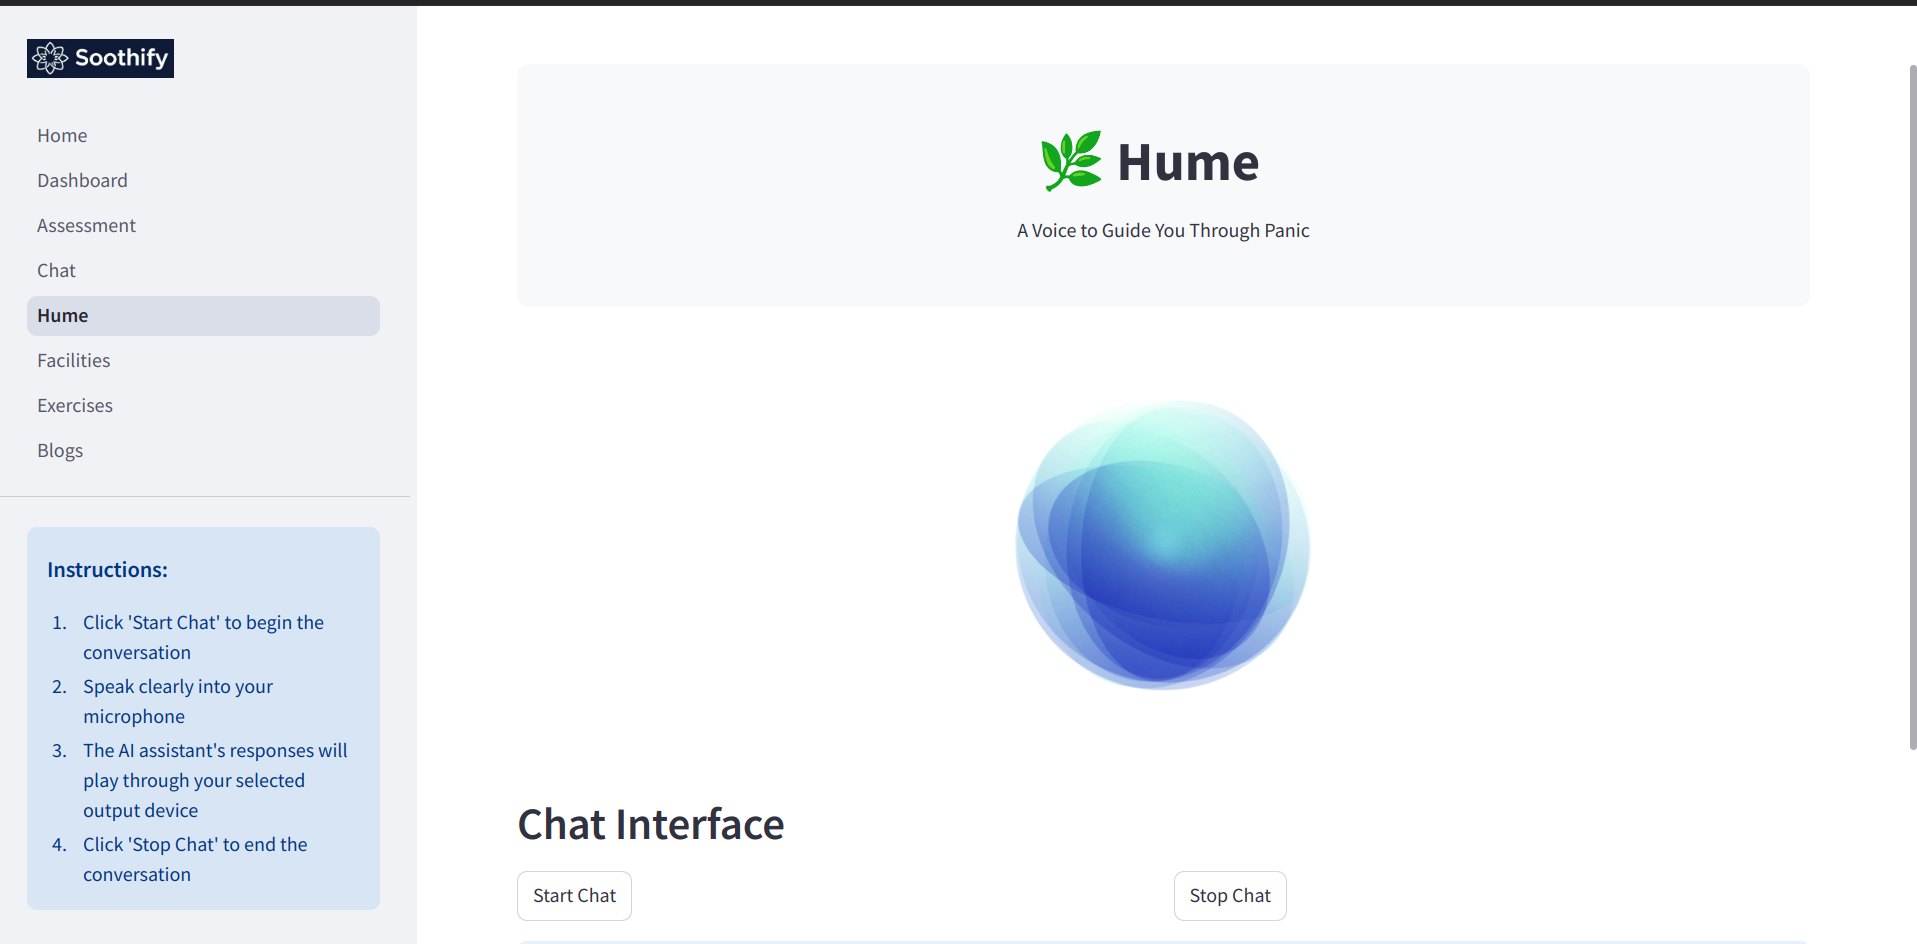 Soothify
Home
Dashboard
Assessment
Chat
Hume
Facilities
Exercises
Blogs
Instructions:
1. Click 'Start Chat' to begin the
conversation
2. Speak clearly into your
microphone
3. The AI assistant's responses will
play through your selected
output device
4. Click 'Stop Chat' to end the
conversation
🌿 Hume
A Voice to Guide You Through Panic
Chat Interface
Start Chat
Stop Chat